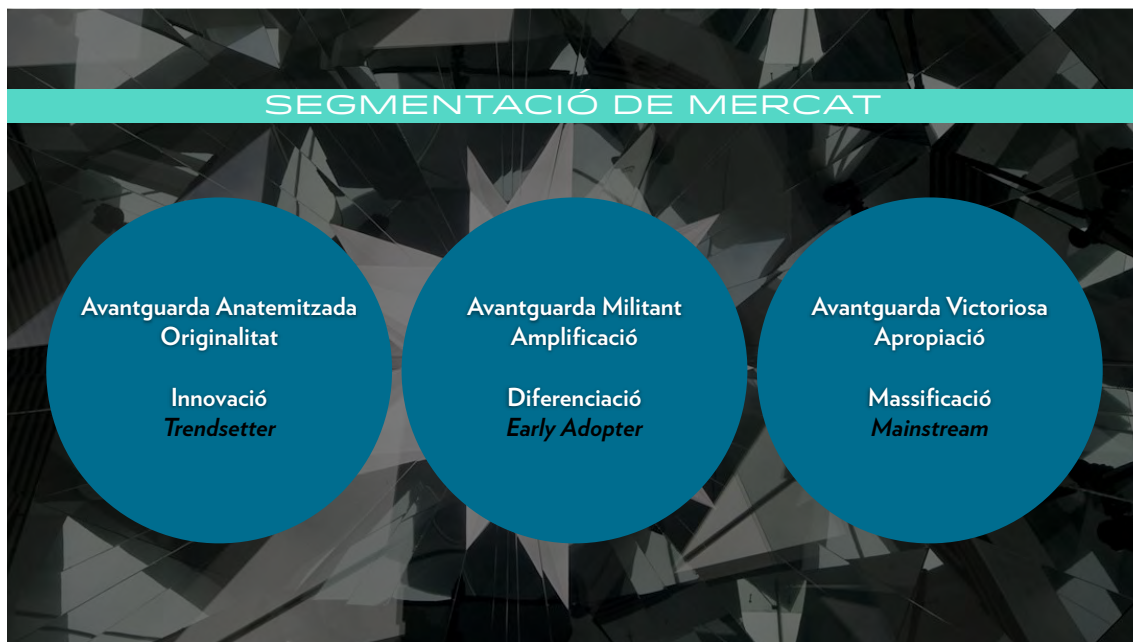 SEGMENTACIÓ DE MERCAT
Avantguarda Anatemitzada
Originalitat
Innovació
Trendsetter
Avantguarda Militant
Amplificació
Diferenciació
Early Adopter
Avantguarda Victoriosa
Apropiació
Massificació
Mainstream